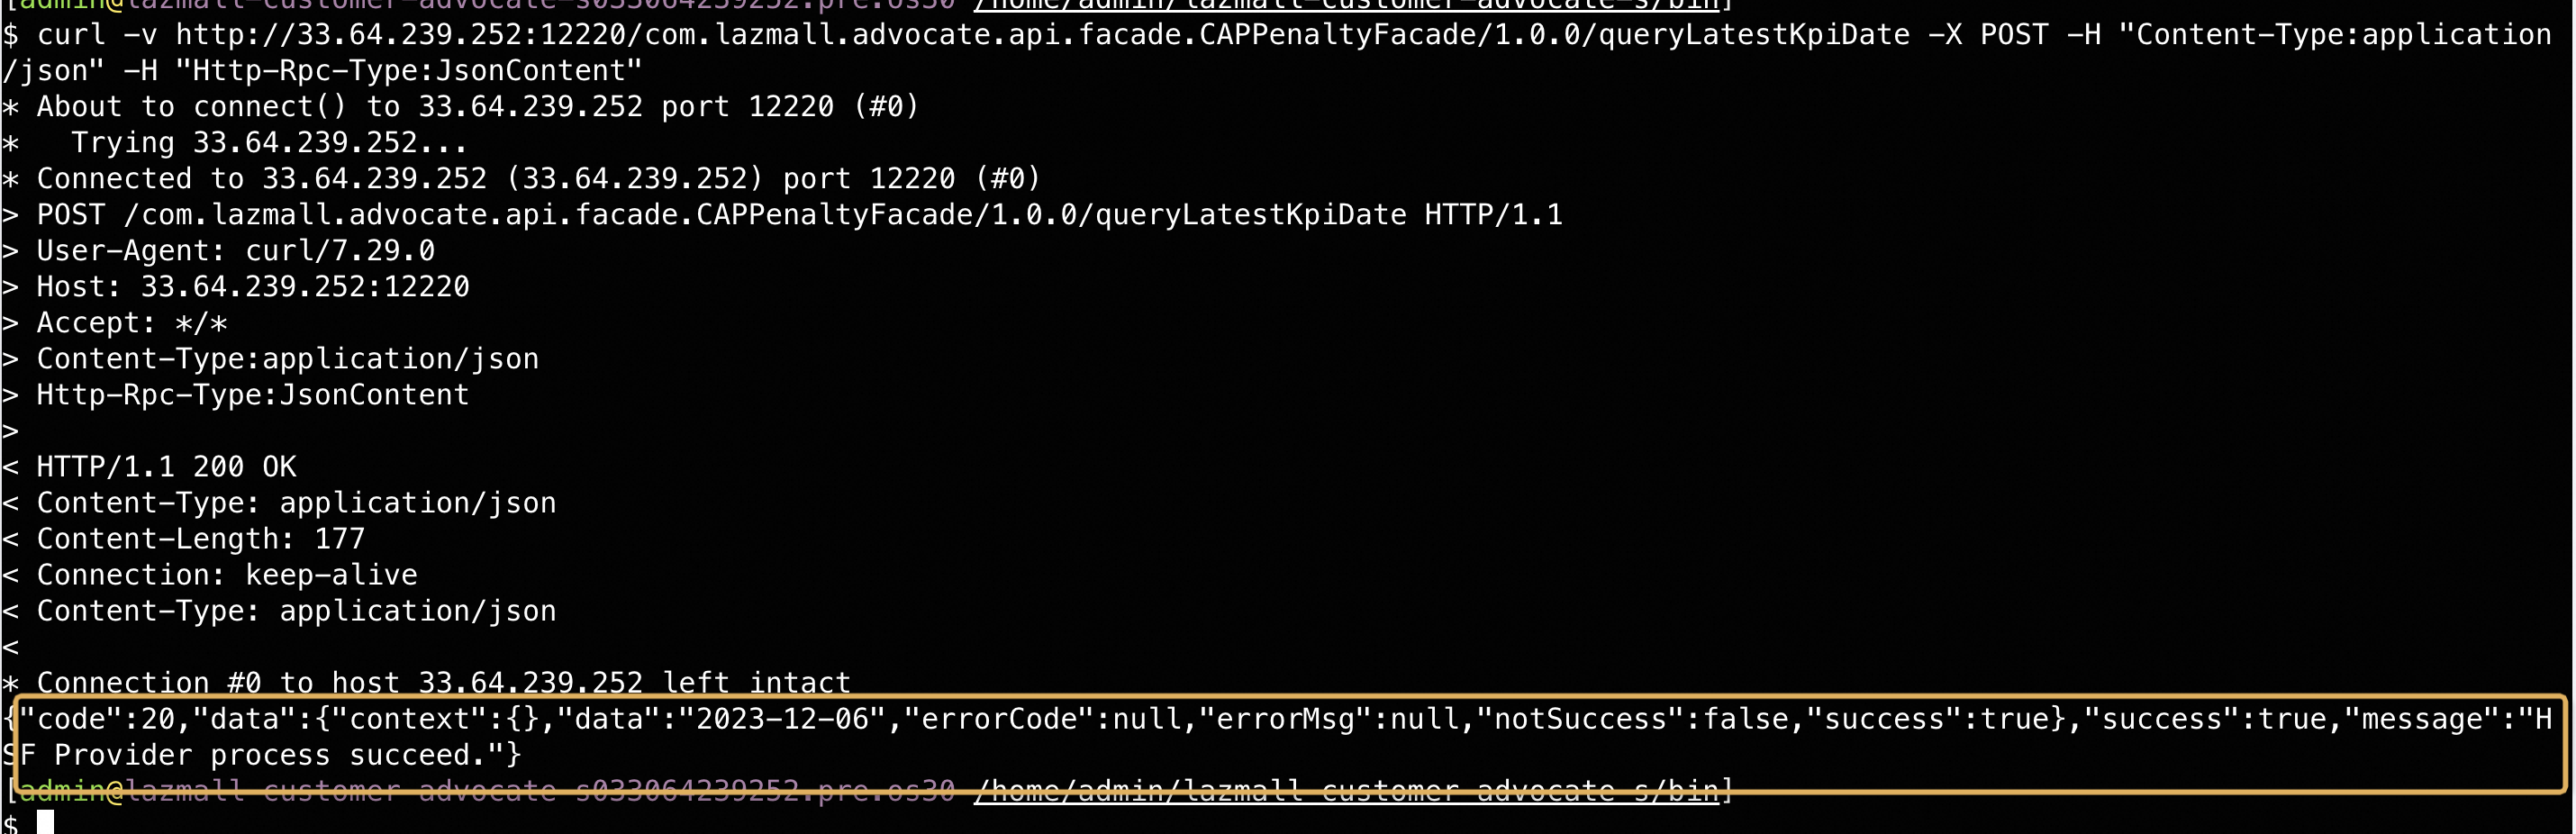 [admin@lazmall-customer-advocate-s033064239252.pre.os30 /home/admin/lazmall-customer-advocate-s/bin]
$ curl -v http://33.64.239.252:12220/com.lazmall.advocate.api.facade.CAPPenaltyFacade/1.0.0/queryLatestKpiDate -X POST -H "Content-Type:application
/json" -H "Http-Rpc-Type:JsonContent"
* About to connect() to 33.64.239.252 port 12220 (#0)
*   Trying 33.64.239.252...
* Connected to 33.64.239.252 (33.64.239.252) port 12220 (#0)
> POST /com.lazmall.advocate.api.facade.CAPPenaltyFacade/1.0.0/queryLatestKpiDate HTTP/1.1
> User-Agent: curl/7.29.0
> Host: 33.64.239.252:12220
> Accept: */*
> Content-Type:application/json
> Http-Rpc-Type:JsonContent
>
< HTTP/1.1 200 OK
< Content-Type: application/json
< Content-Length: 177
< Connection: keep-alive
< Content-Type: application/json
<
* Connection #0 to host 33.64.239.252 left intact
{"code":20,"data":{"context":{},"data":"2023-12-06","errorCode":null,"errorMsg":null,"notSuccess":false,"success":true},"success":true,"message":"H
SF Provider process succeed."}
[admin@lazmall-customer-advocate-s033064239252.pre.os30 /home/admin/lazmall-customer-advocate-s/bin]
$